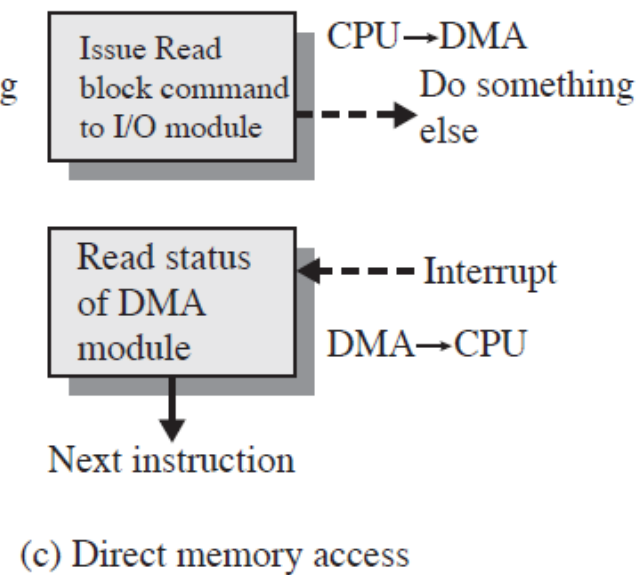 Issue Read
block command
to I/O module
CPU→DMA
Do something
else
g
Read status
of DMA
module
Interrupt
DMA→CPU
Next instruction
(c) Direct memory access